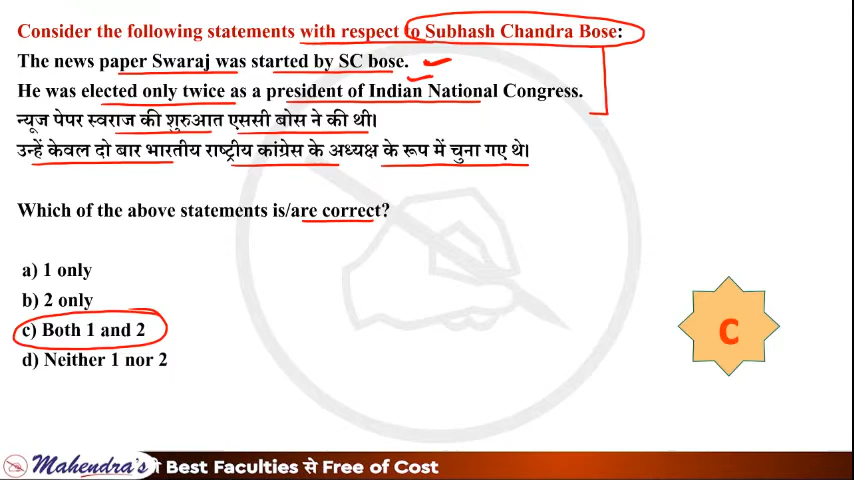 Consider the following statements with respect to Subhash Chandra Bose:
The news paper Swaraj was started by SC bose.
He was elected only twice as a president of Indian National Congress.
न्यूज पेपर स्वराज की शुरुआत एससी बोस ने की थी।
उन्हें केवल दो बार भारतीय राष्ट्रीय कांग्रेस के अध्यक्ष के रूप में चुना गए थे।
Which of the above statements is/are correct?
a) 1 only
b) 2 only
c) Both 1 and 2
d) Neither 1 nor 2
C
Mahendra's
Best Faculties से Free of Cost